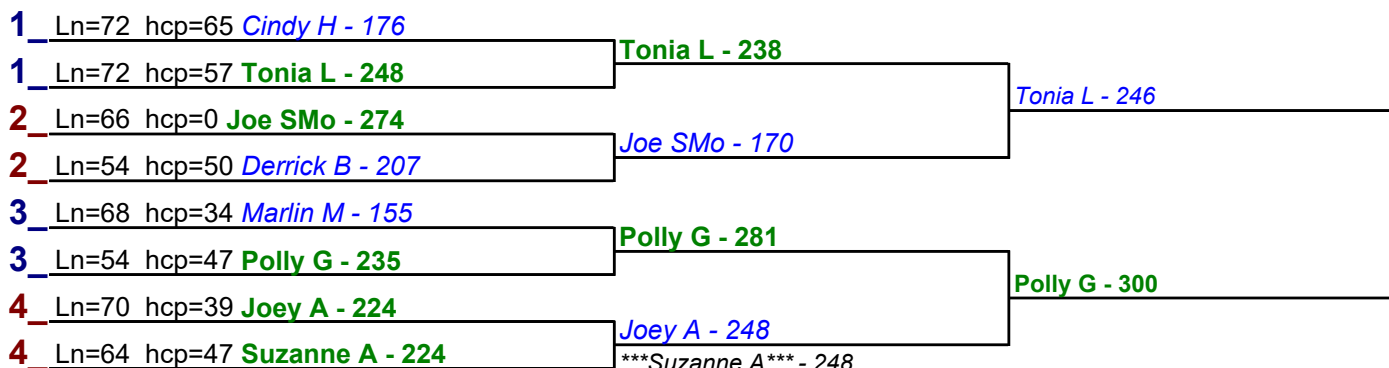 1_ Ln=72 hcp=65 Cindy H - 176
1_ Ln=72 hcp=57 Tonia L - 248
2_ Ln=66 hcp=0 Joe SMo - 274
2_ Ln=54 hcp=50 Derrick B - 207
3_ Ln=68 hcp=34 Marlin M - 155
3_ Ln=54 hcp=47 Polly G - 235
4_ Ln=70 hcp=39 Joey A - 224
4_ Ln=64 hcp=47 Suzanne A - 224
Tonia L - 238
Joe SMo - 170
Polly G - 281
Joey A - 248
***Suzanne A*** - 248
Tonia L - 246
Polly G - 300